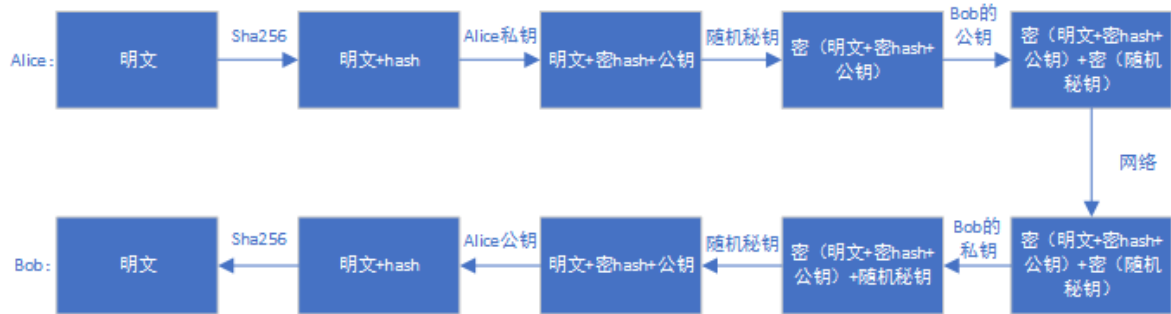 Alice:
明文
Sha256
明文+hash
Alice私钥
明文+密hash+公钥
随机秘钥
密（明文+密hash+
公钥）
Bob的
公钥
密（明文+密hash+
公钥）+密（随机
秘钥）
网络
Bob:
明文
Sha256
明文+hash
Alice公钥
明文+密hash+公钥
随机秘钥
密（明文+密hash+
公钥）+随机秘钥
Bob的
私钥
密（明文+密hash+
公钥）+密（随机
秘钥）